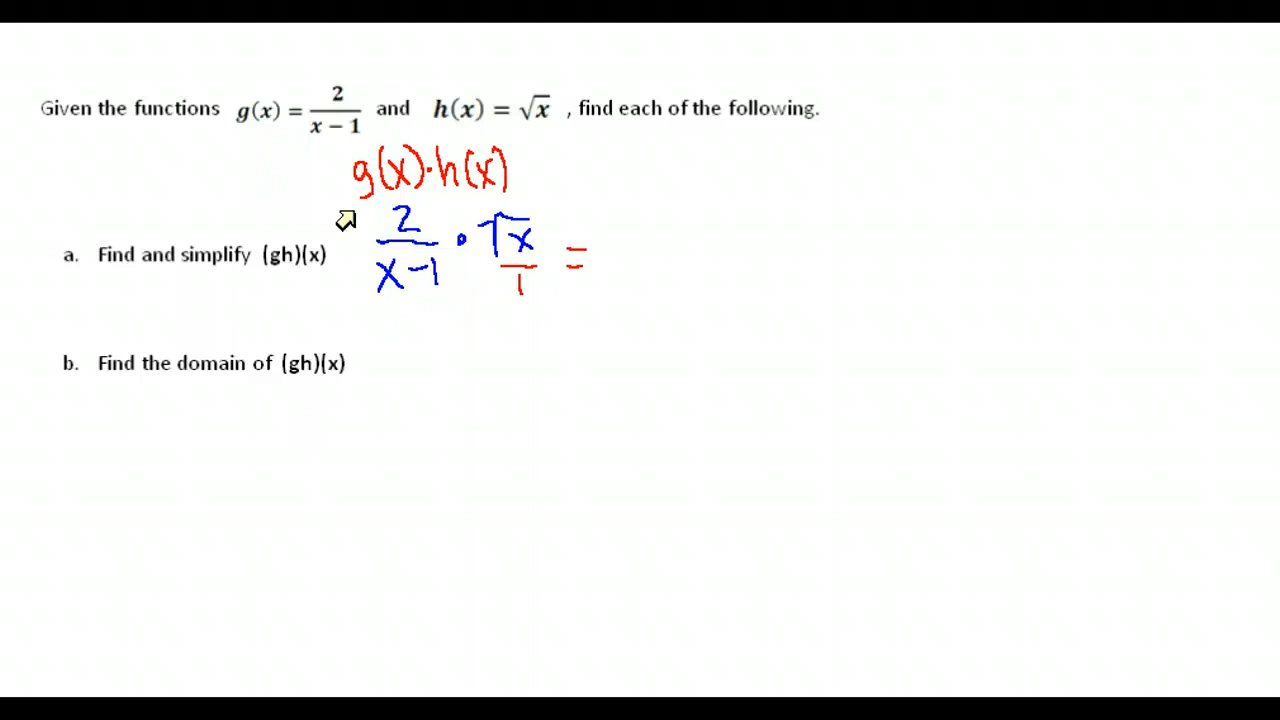 Given the functions g(x) = 2/(x − 1) and h(x) = √x , find each of the following.
g(x)·h(x)
2/(x−1) · √x/1 =
a. Find and simplify (gh)(x)
b. Find the domain of (gh)(x)